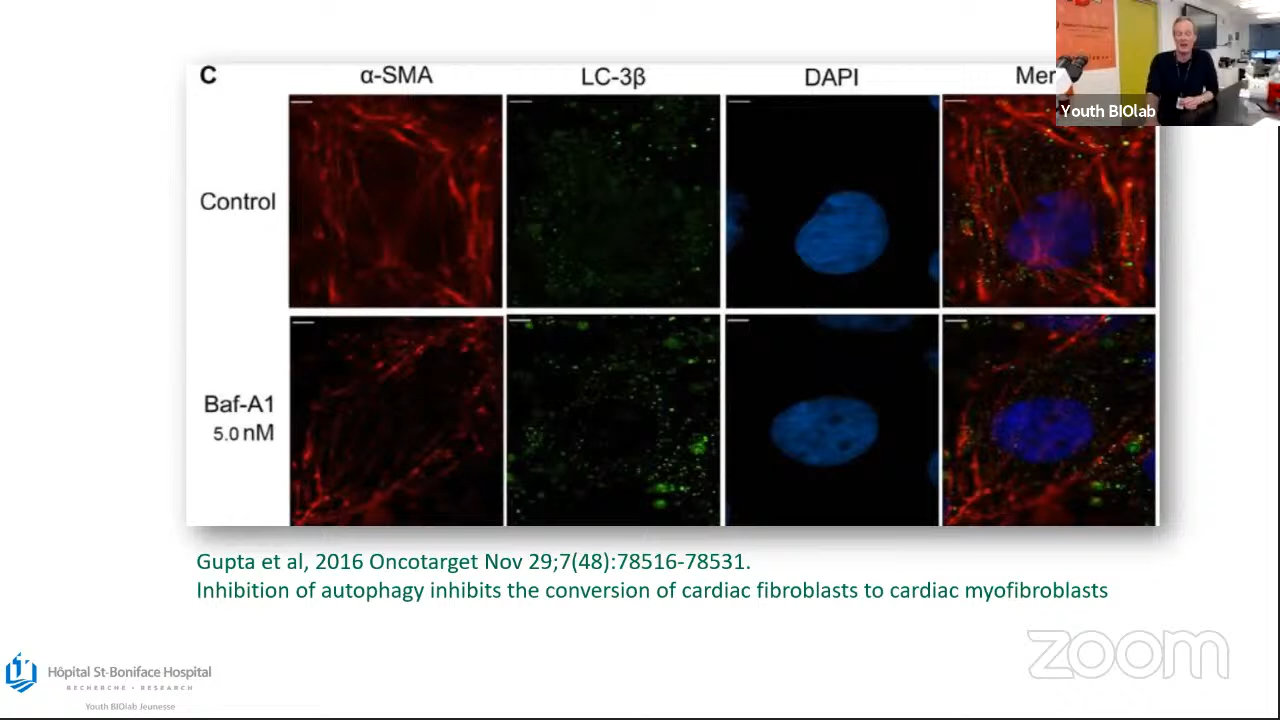 C
α-SMA
LC-3β
DAPI
Mer
Youth BIOlab
Control
Baf-A1
5.0 nM
Gupta et al, 2016 Oncotarget Nov 29;7(48):78516-78531.
Inhibition of autophagy inhibits the conversion of cardiac fibroblasts to cardiac myofibroblasts
Hôpital St-Boniface Hospital
RECHERCHE • RESEARCH
Youth BIOlab Jeunesse
zoom